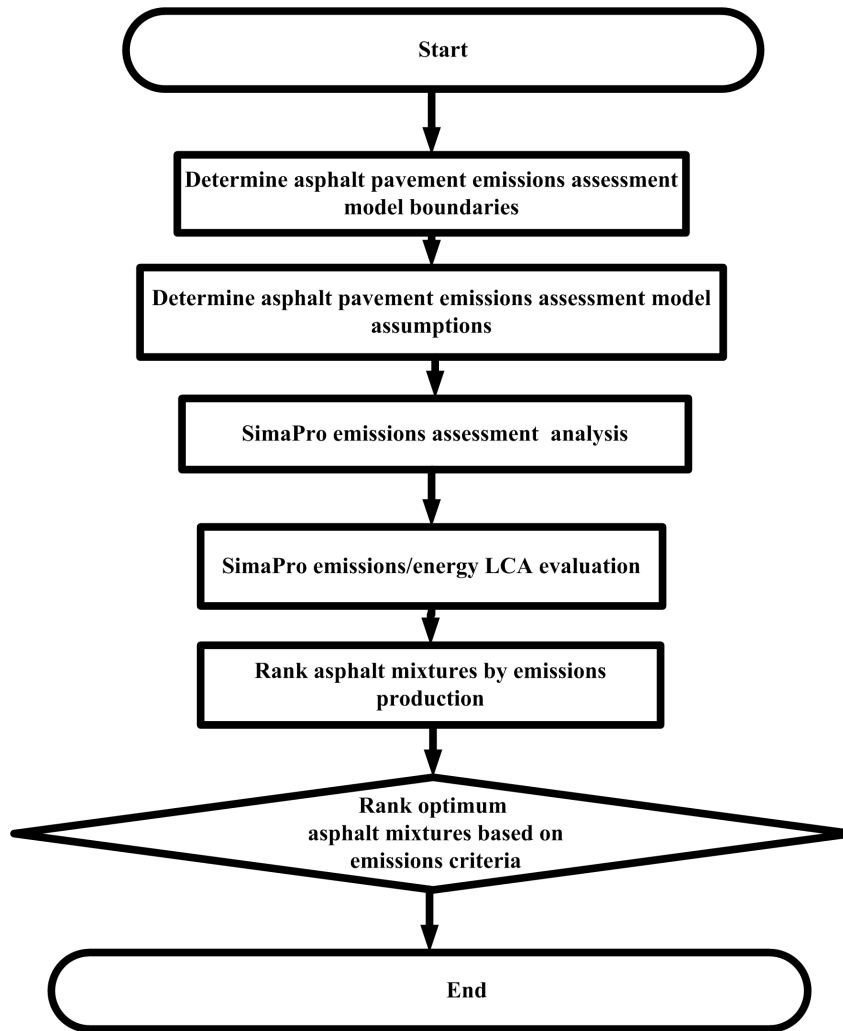 Start
Determine asphalt pavement emissions assessment
model boundaries
Determine asphalt pavement emissions assessment model
assumptions
SimaPro emissions assessment  analysis
SimaPro emissions/energy LCA evaluation
Rank asphalt mixtures by emissions
production
Rank optimum
asphalt mixtures based on
emissions criteria
End